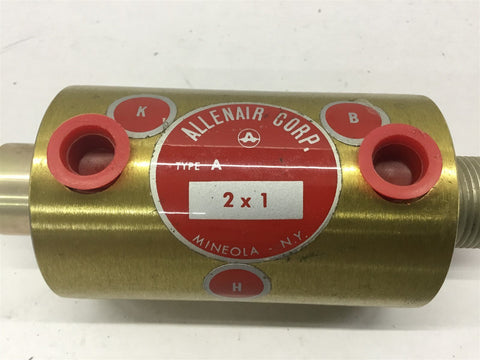 K
B
ALLENAIR CORP.
A
TYPE A
2 x 1
MINEOLA - N.Y.
H